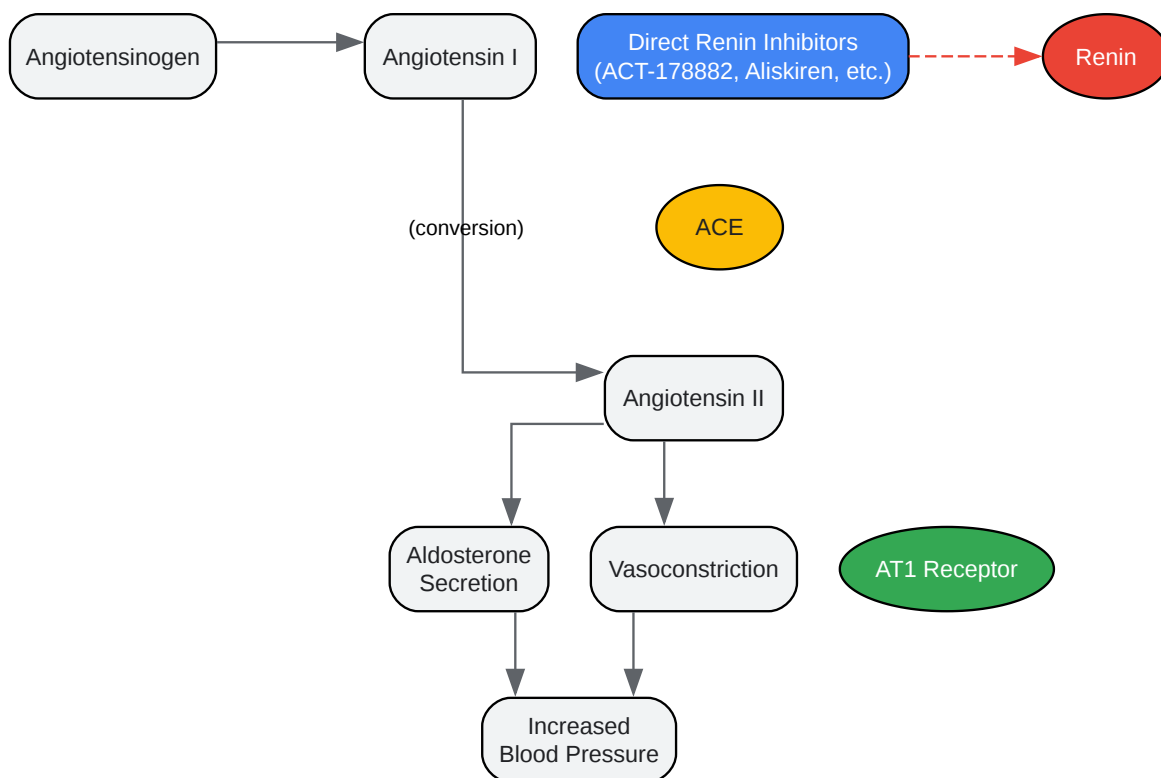 Angiotensinogen
Angiotensin I
Direct Renin Inhibitors
(ACT-178882, Aliskiren, etc.)
Renin
(conversion)
ACE
Angiotensin II
Aldosterone
Secretion
Vasoconstriction
AT1 Receptor
Increased
Blood Pressure